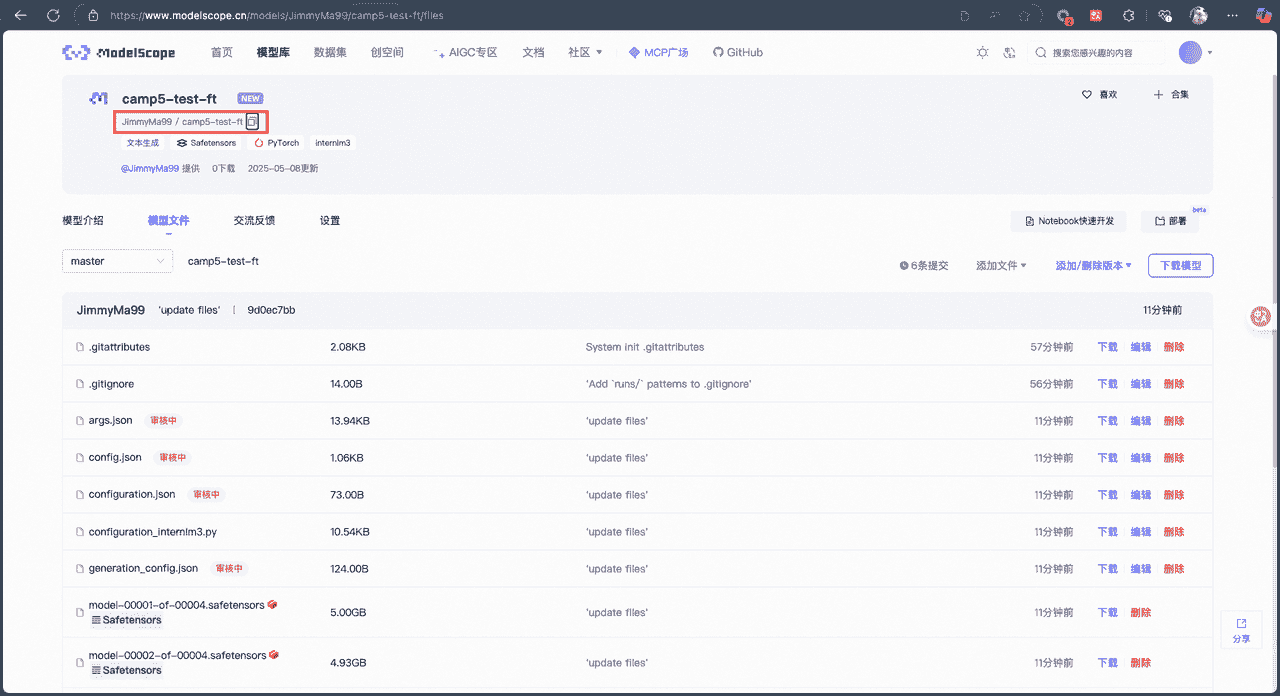 https://www.modelscope.cn/models/JimmyMa99/camp5-test-ft/files
2
ModelScope 首页 模型库 数据集 创空间 AIGC专区 文档 社区 MCP广场 GitHub 搜索您感兴趣的内容
camp5-test-ft NEW 喜欢 合集
JimmyMa99 / camp5-test-ft
文本生成 Safetensors PyTorch internlm3
@JimmyMa99 提供 0下载 2025-05-08更新
模型介绍 模型文件 交流反馈 设置 Notebook快速开发 部署 beta
master camp5-test-ft 6条提交 添加文件 添加/删除版本 下载模型
JimmyMa99 'update files' | 9d0ec7bb 11分钟前
.gitattributes 2.08KB System init .gitattributes 57分钟前 下载 编辑 删除
.gitignore 14.00B 'Add `runs/` patterns to .gitignore' 56分钟前 下载 编辑 删除
args.json 审核中 13.94KB 'update files' 11分钟前 下载 编辑 删除
config.json 审核中 1.06KB 'update files' 11分钟前 下载 编辑 删除
configuration.json 审核中 73.00B 'update files' 11分钟前 下载 编辑 删除
configuration_internlm3.py 10.54KB 'update files' 11分钟前 下载 编辑 删除
generation_config.json 审核中 124.00B 'update files' 11分钟前 下载 编辑 删除
model-00001-of-00004.safetensors 5.00GB 'update files' 11分钟前 下载 删除
Safetensors
model-00002-of-00004.safetensors 4.93GB 'update files' 11分钟前 下载 删除
Safetensors
分享